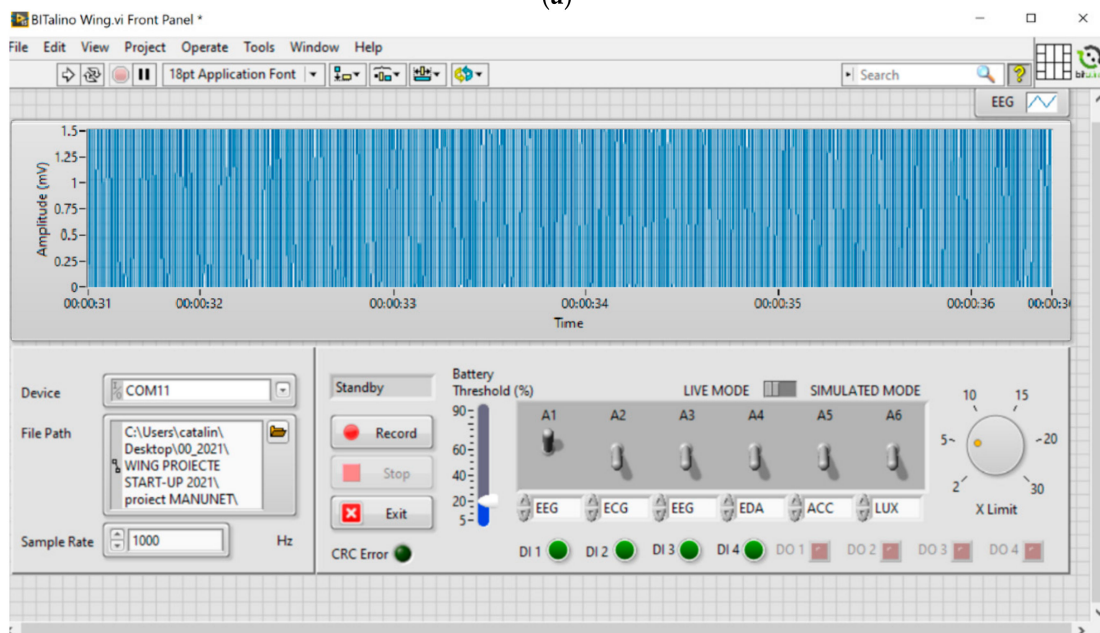 (a)
BITalino Wing.vi Front Panel *
File Edit View Project Operate Tools Window Help
18pt Application Font
Search
EEG
1.5
1.25
1
0.75
0.5
0.25
0
Amplitude (mV)
00:00:31 00:00:32 00:00:33 00:00:34 00:00:35 00:00:36 00:00:3
Time
Device
COM11
File Path
C:\Users\catalin\
Desktop\00_2021\
WING PROIECTE
START-UP 2021\
proiect MANUNET\
Sample Rate
1000
Hz
Standby
Record
Stop
Exit
CRC Error
Battery
Threshold (%)
90
60
40
20
5
LIVE MODE SIMULATED MODE
A1 A2 A3 A4 A5 A6
EEG ECG EEG EDA ACC LUX
DI 1 DI 2 DI 3 DI 4 DO 1 DO 2 DO 3 DO 4
10 15
5 20
2 30
X Limit